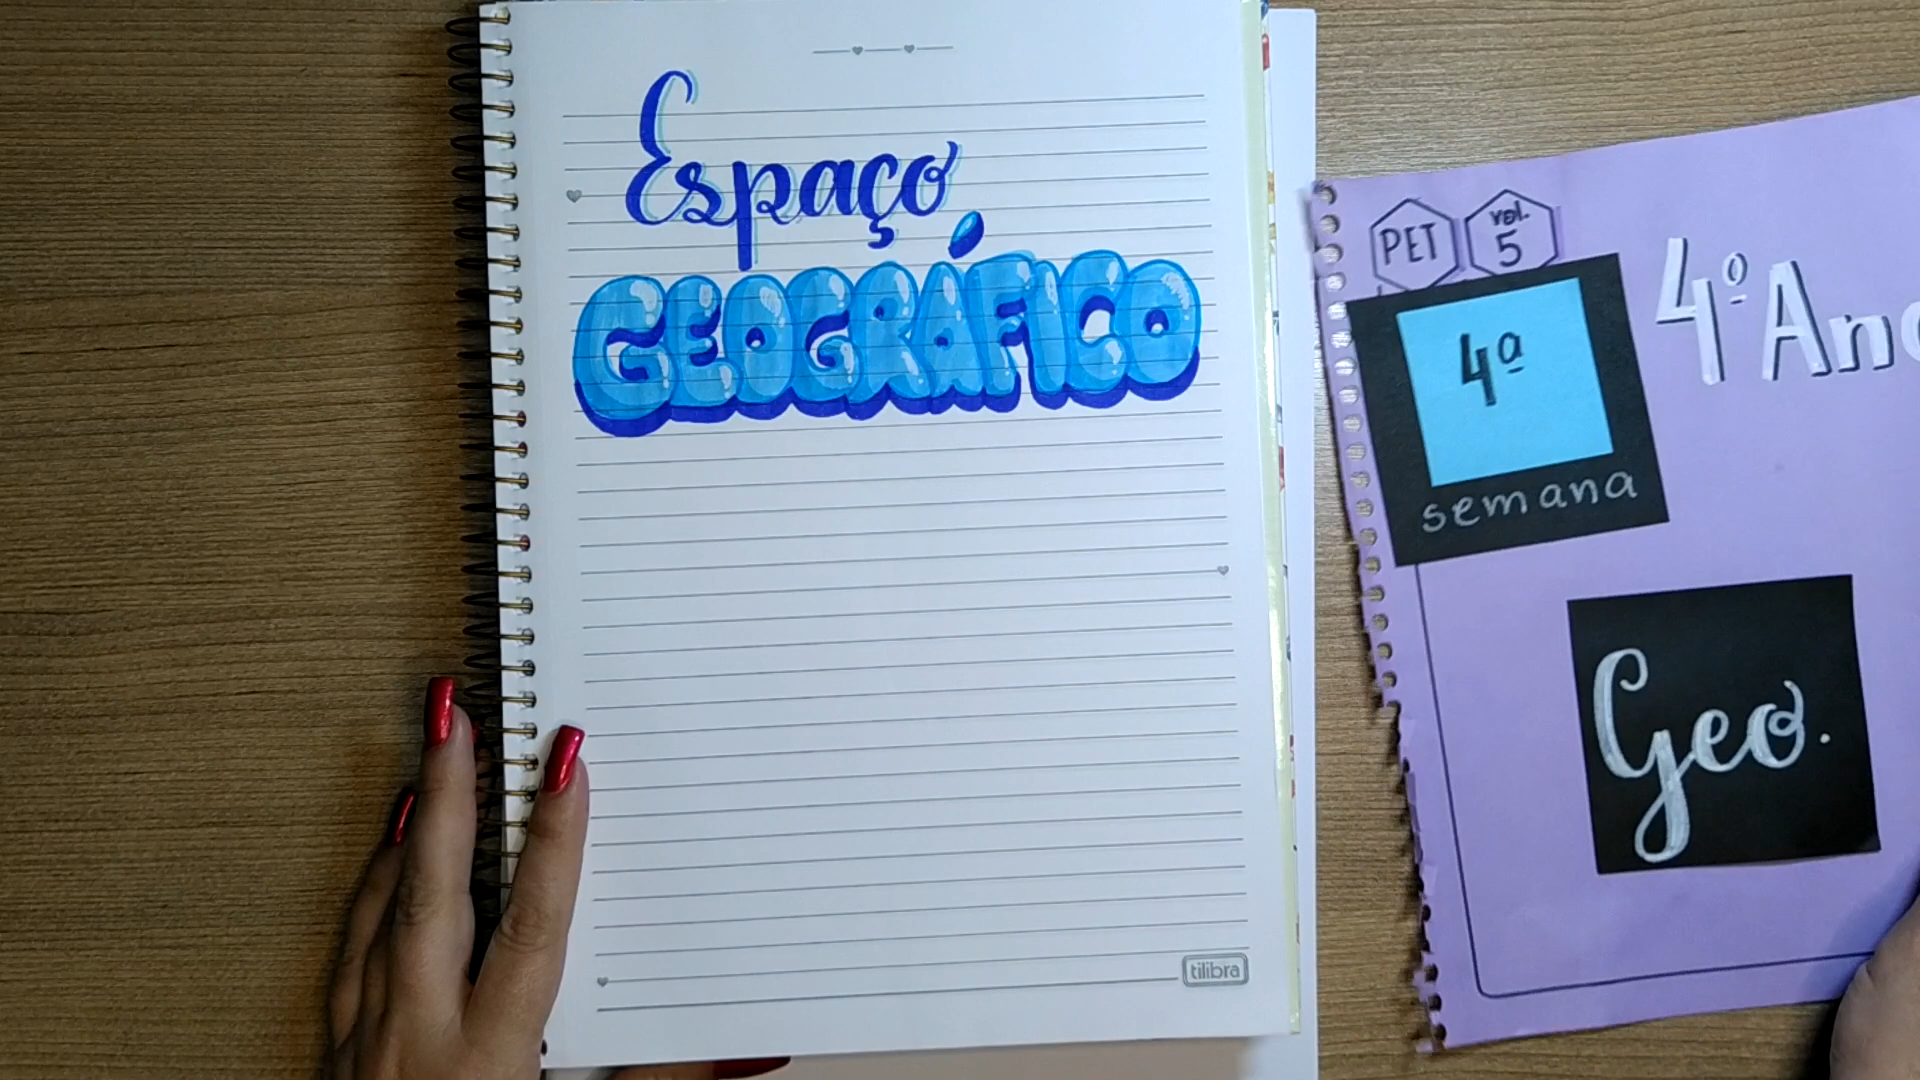 Espaço
GEOGRÁFICO
tilibra
PET
vol.
5
4º Ano
4ª
semana
Geo.